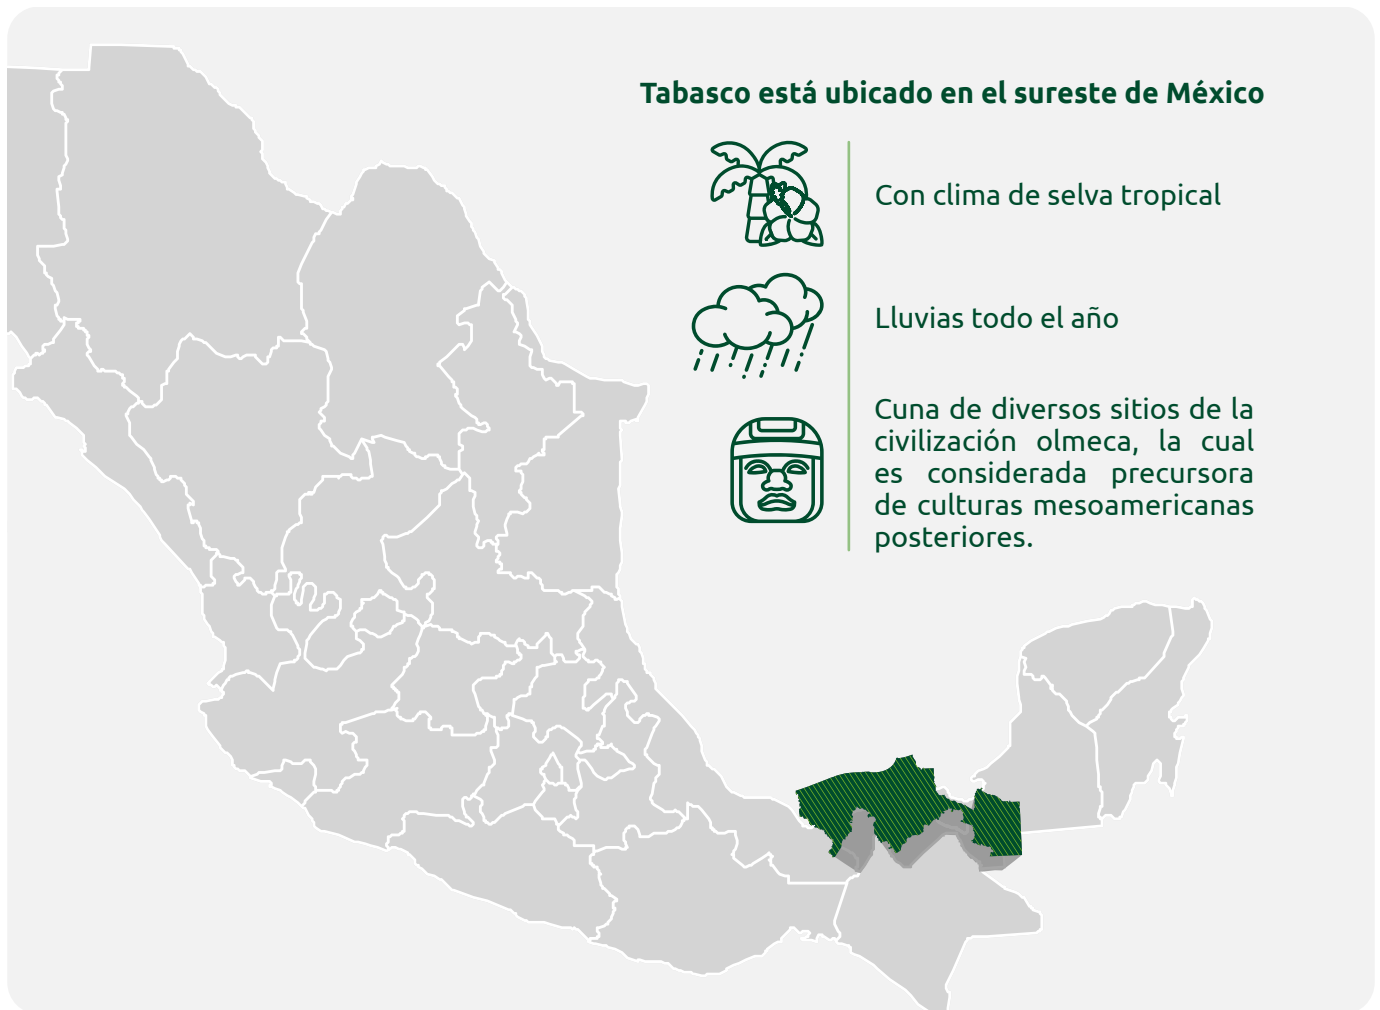 Tabasco está ubicado en el sureste de México
Con clima de selva tropical
Lluvias todo el año
Cuna de diversos sitios de la
civilización olmeca, la cual
es considerada precursora
de culturas mesoamericanas
posteriores.